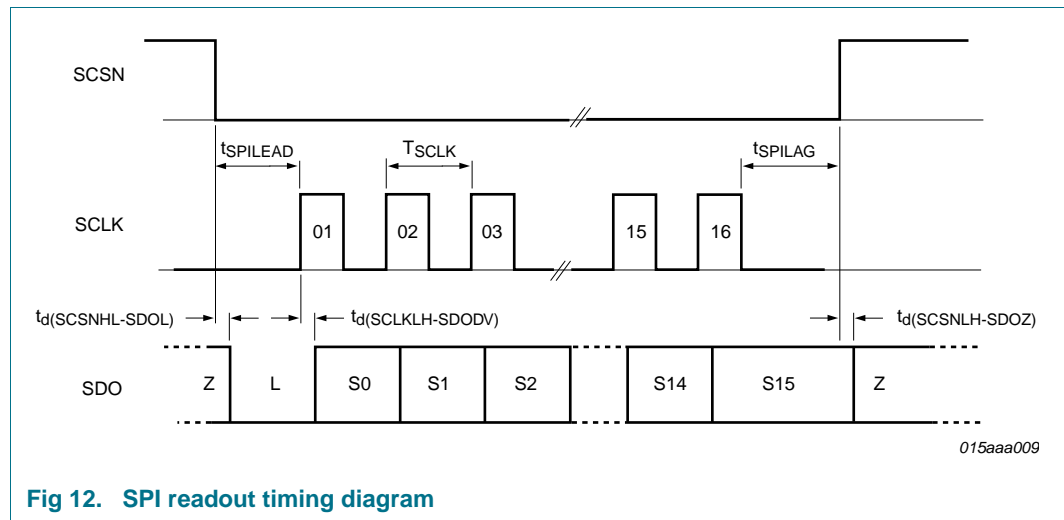 SCSN
tSPILEAD
TSCLK
tSPILAG
SCLK
01
02
03
15
16
td(SCSNHL-SDOL)
td(SCLKLH-SDODV)
td(SCSNLH-SDOZ)
SDO
Z
L
S0
S1
S2
S14
S15
Z
015aaa009
Fig 12. SPI readout timing diagram